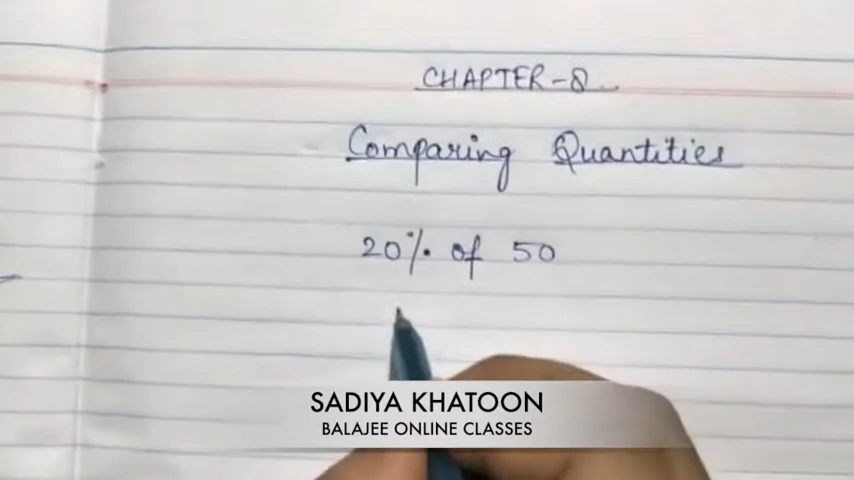 CHAPTER-8
Comparing Quantities
20% of 50
SADIYA KHATOON
BALAJEE ONLINE CLASSES